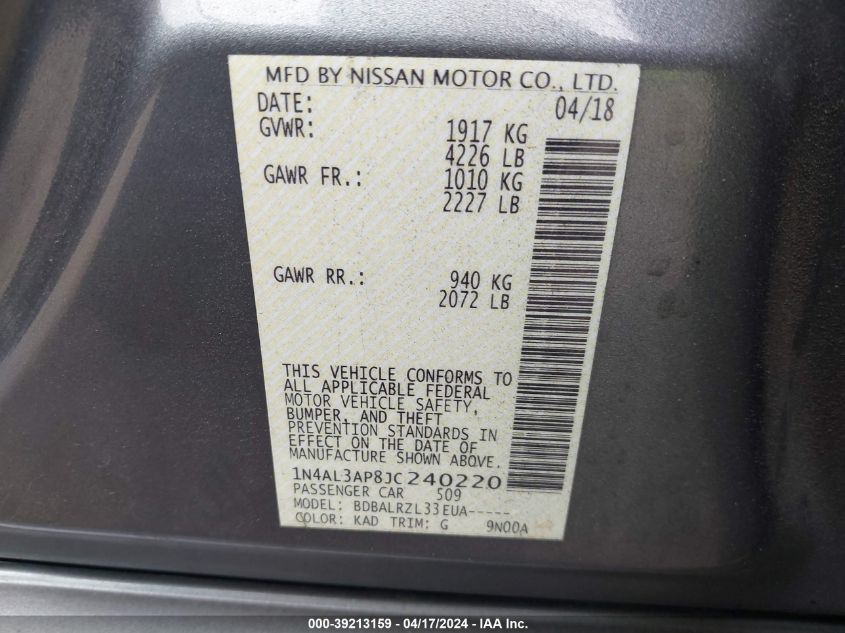 MFD BY NISSAN MOTOR CO., LTD.
DATE: 04/18
GVWR: 1917 KG
4226 LB
GAWR FR.: 1010 KG
2227 LB
GAWR RR.: 940 KG
2072 LB
THIS VEHICLE CONFORMS TO
ALL APPLICABLE FEDERAL
MOTOR VEHICLE SAFETY,
BUMPER, AND THEFT
PREVENTION STANDARDS IN
EFFECT ON THE DATE OF
MANUFACTURE SHOWN ABOVE.
1N4AL3AP8JC240220
PASSENGER CAR 509
MODEL: BDBALRZL33EUA-----
COLOR: KAD TRIM: G 9N00A
000-39213159 - 04/17/2024 - IAA Inc.